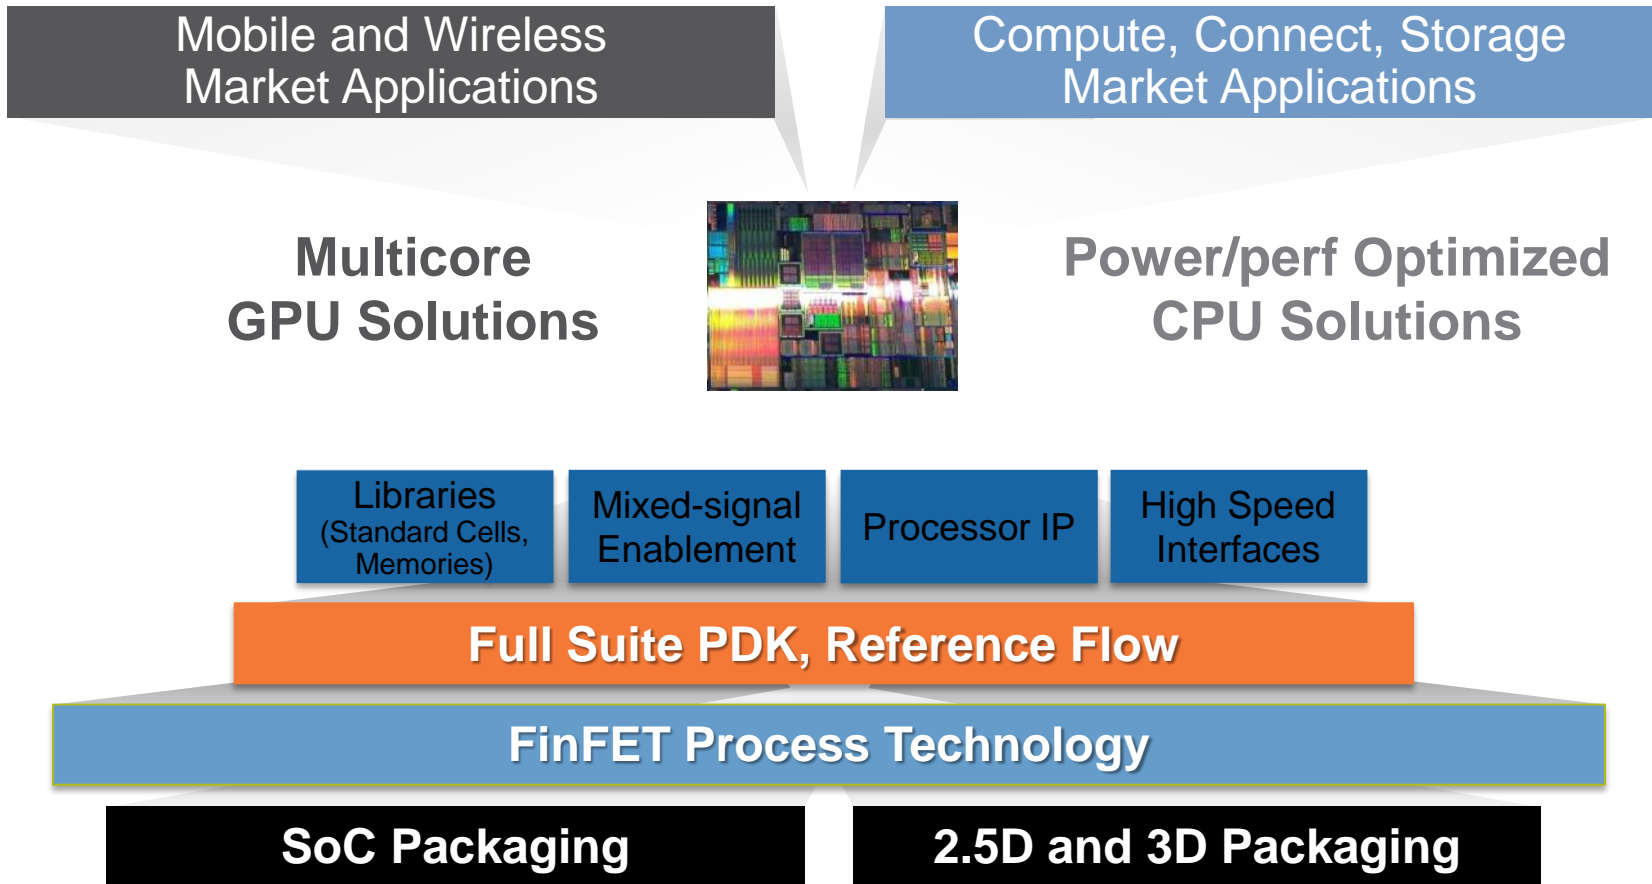 Mobile and Wireless
Market Applications
Compute, Connect, Storage
Market Applications
Multicore
GPU Solutions
Power/perf Optimized
CPU Solutions
Libraries
(Standard Cells,
Memories)
Mixed-signal
Enablement
Processor IP
High Speed
Interfaces
Full Suite PDK, Reference Flow
FinFET Process Technology
SoC Packaging
2.5D and 3D Packaging